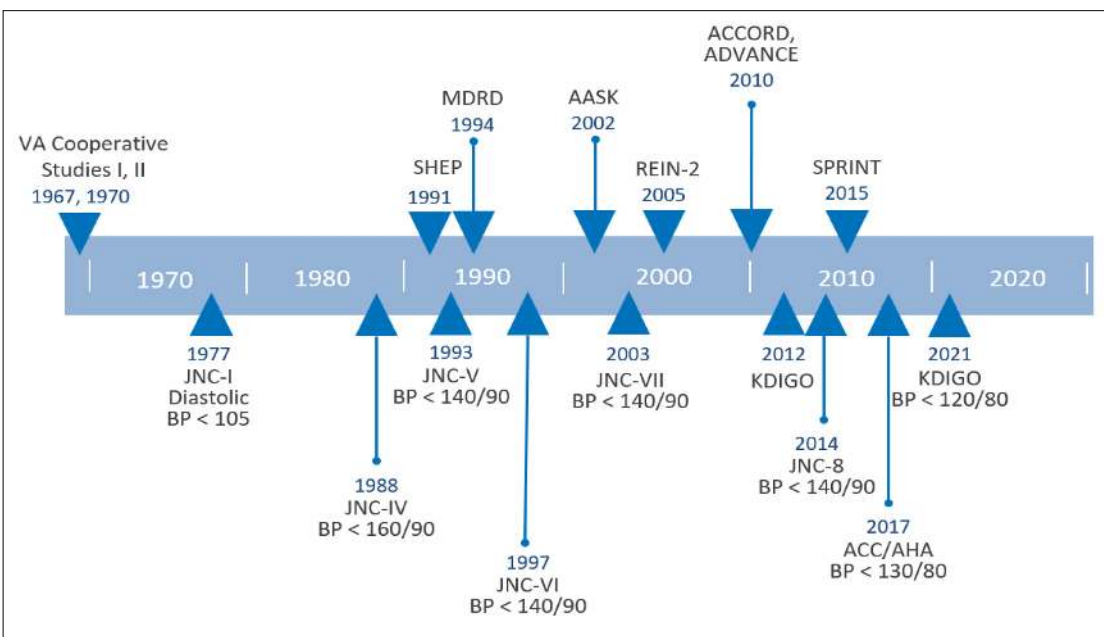 VA Cooperative
Studies I, II
1967, 1970
SHEP
1991
MDRD
1994
AASK
2002
REIN-2
2005
ACCORD,
ADVANCE
2010
SPRINT
2015
1970
1980
1990
2000
2010
2020
1977
JNC-I
Diastolic
BP < 105
1988
JNC-IV
BP < 160/90
1993
JNC-V
BP < 140/90
1997
JNC-VI
BP < 140/90
2003
JNC-VII
BP < 140/90
2012
KDIGO
2014
JNC-8
BP < 140/90
2017
ACC/AHA
BP < 130/80
2021
KDIGO
BP < 120/80